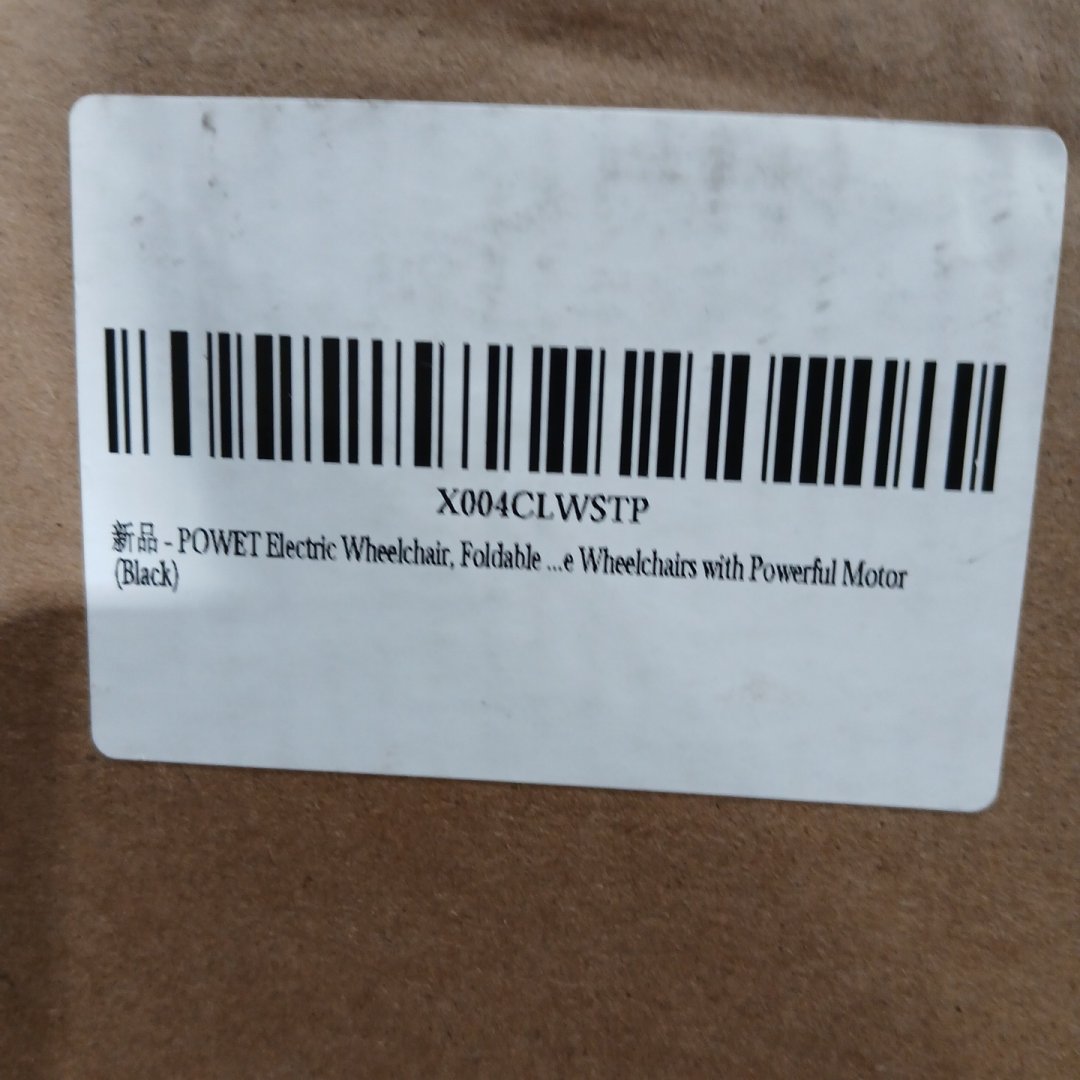 X004CLWSTP
新品 - POWET Electric Wheelchair, Foldable ...e Wheelchairs with Powerful Motor
(Black)